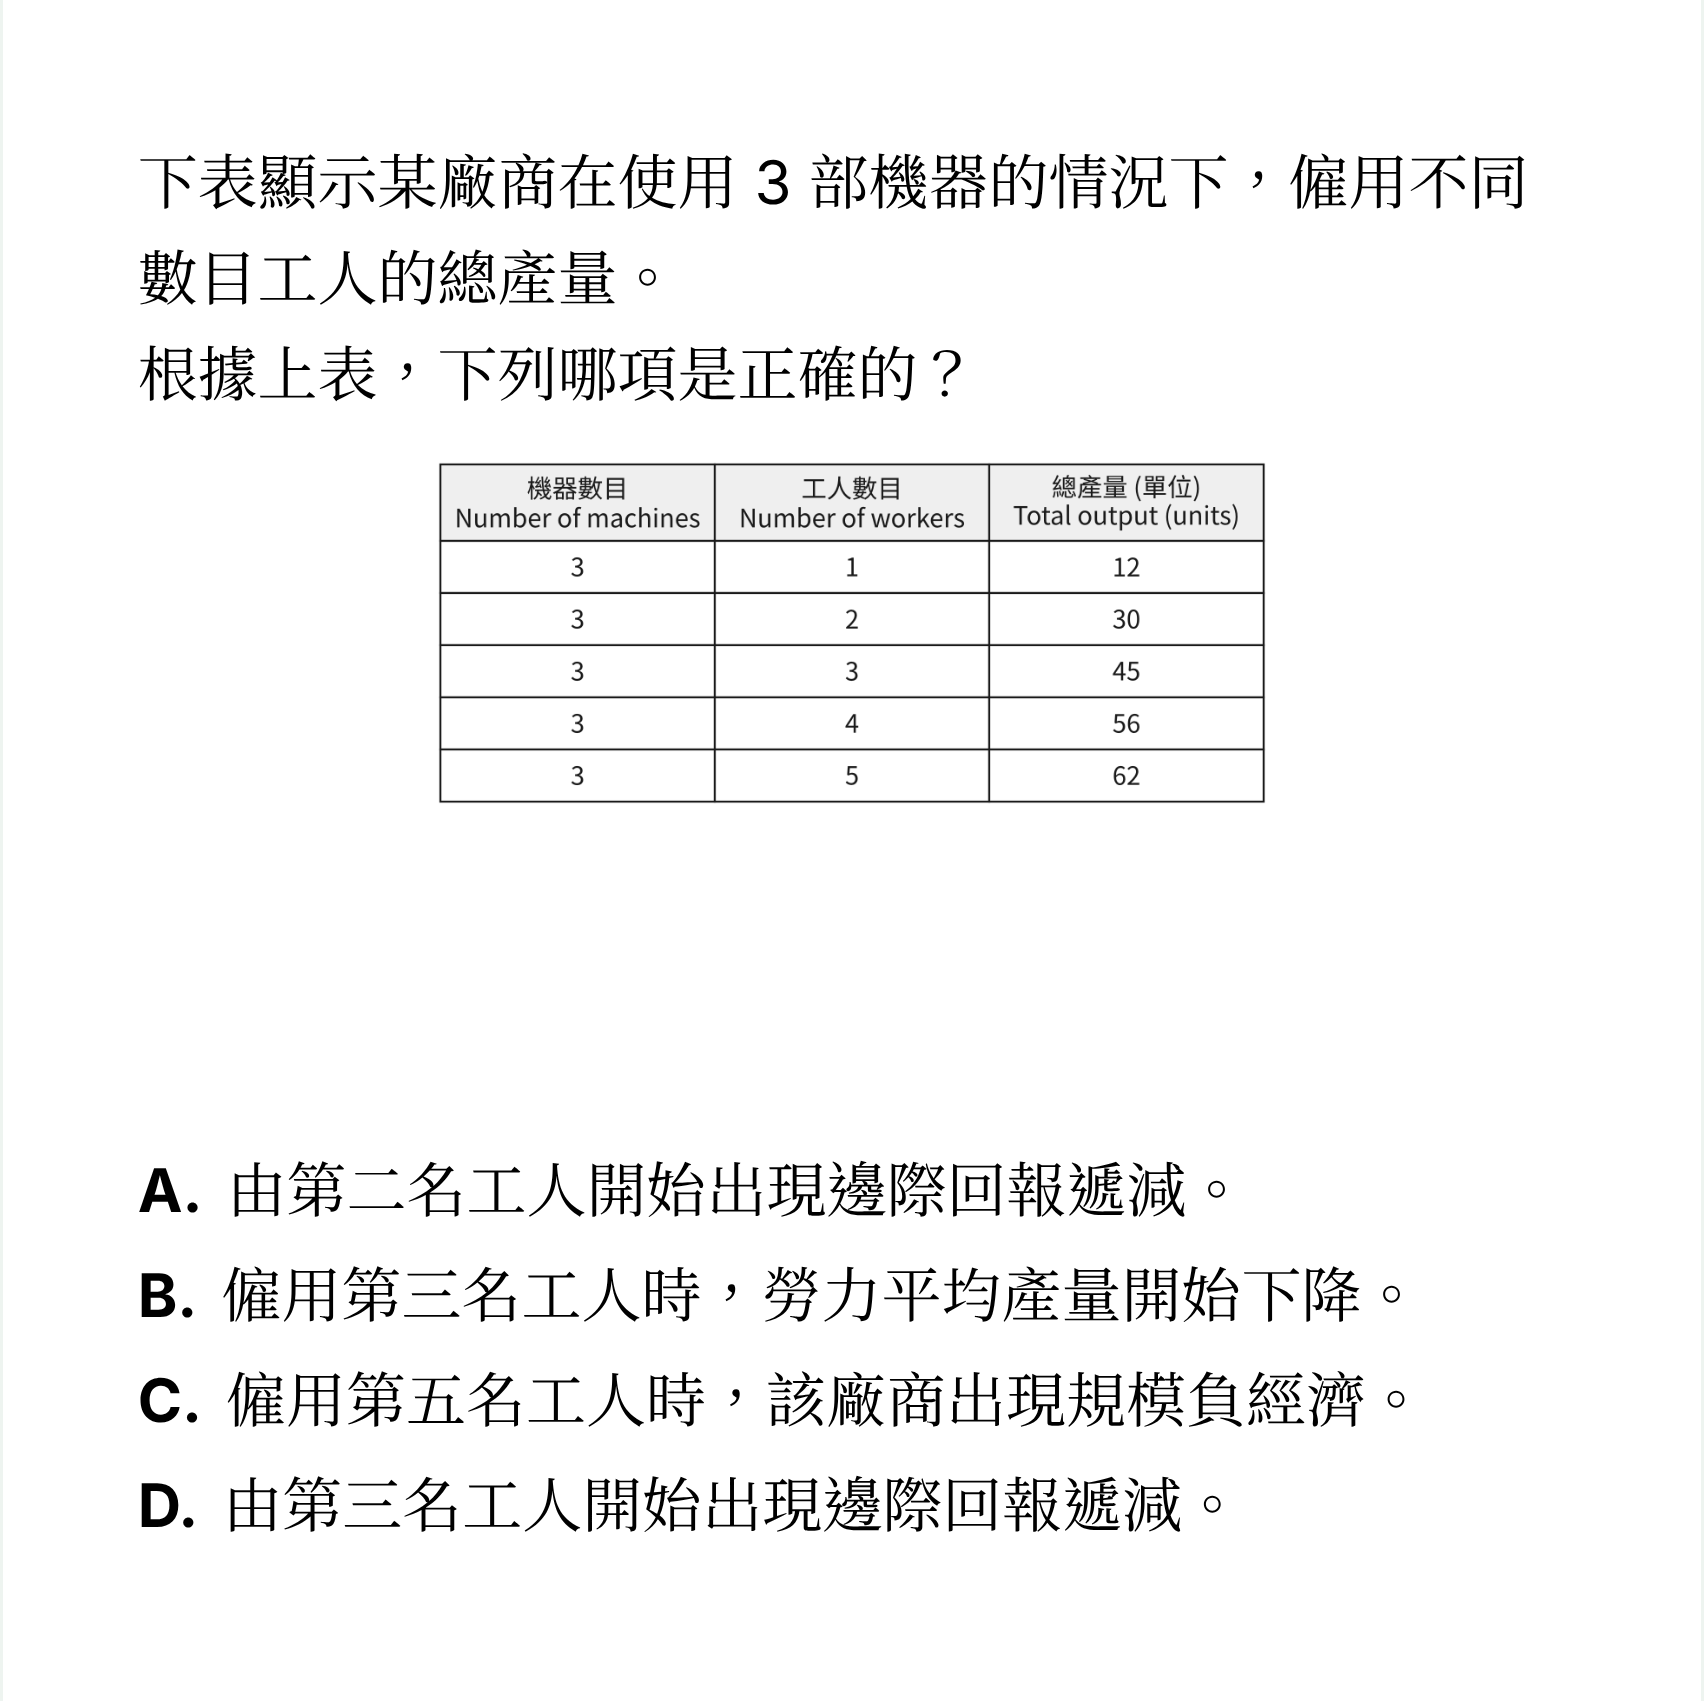 下表顯示某廠商在使用 3 部機器的情況下，僱用不同
數目工人的總產量。
根據上表，下列哪項是正確的？
機器數目 工人數目 總產量 (單位)
Number of machines Number of workers Total output (units)
3 1 12
3 2 30
3 3 45
3 4 56
3 5 62
A. 由第二名工人開始出現邊際回報遞減。
B. 僱用第三名工人時，勞力平均產量開始下降。
C. 僱用第五名工人時，該廠商出現規模負經濟。
D. 由第三名工人開始出現邊際回報遞減。